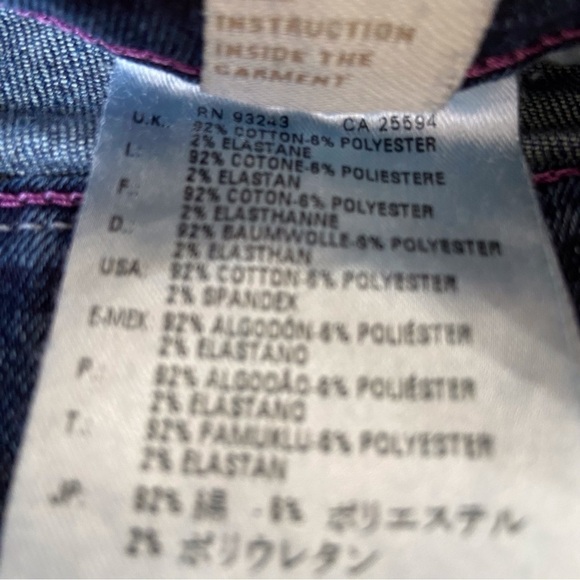 INSTRUCTION
INSIDE THE
GARMENT
RN 93243 CA 25594
U.K.: 92% COTTON-6% POLYESTER
2% ELASTANE
I.: 92% COTONE-6% POLIESTERE
2% ELASTAN
F.: 92% COTON-6% POLYESTER
2% ELASTHANNE
D.: 92% BAUMWOLLE-6% POLYESTER
2% ELASTHAN
USA: 92% COTTON-6% POLYESTER
2% SPANDEX
E-MEX: 92% ALGODÓN-6% POLIÉSTER
2% ELASTANO
P.: 92% ALGODÃO-6% POLIÉSTER
2% ELASTANO
T.: 92% PAMUKLU-6% POLYESTER
2% ELASTAN
JP: 92% 綿 -6% ポリエステル
2% ポリウレタン